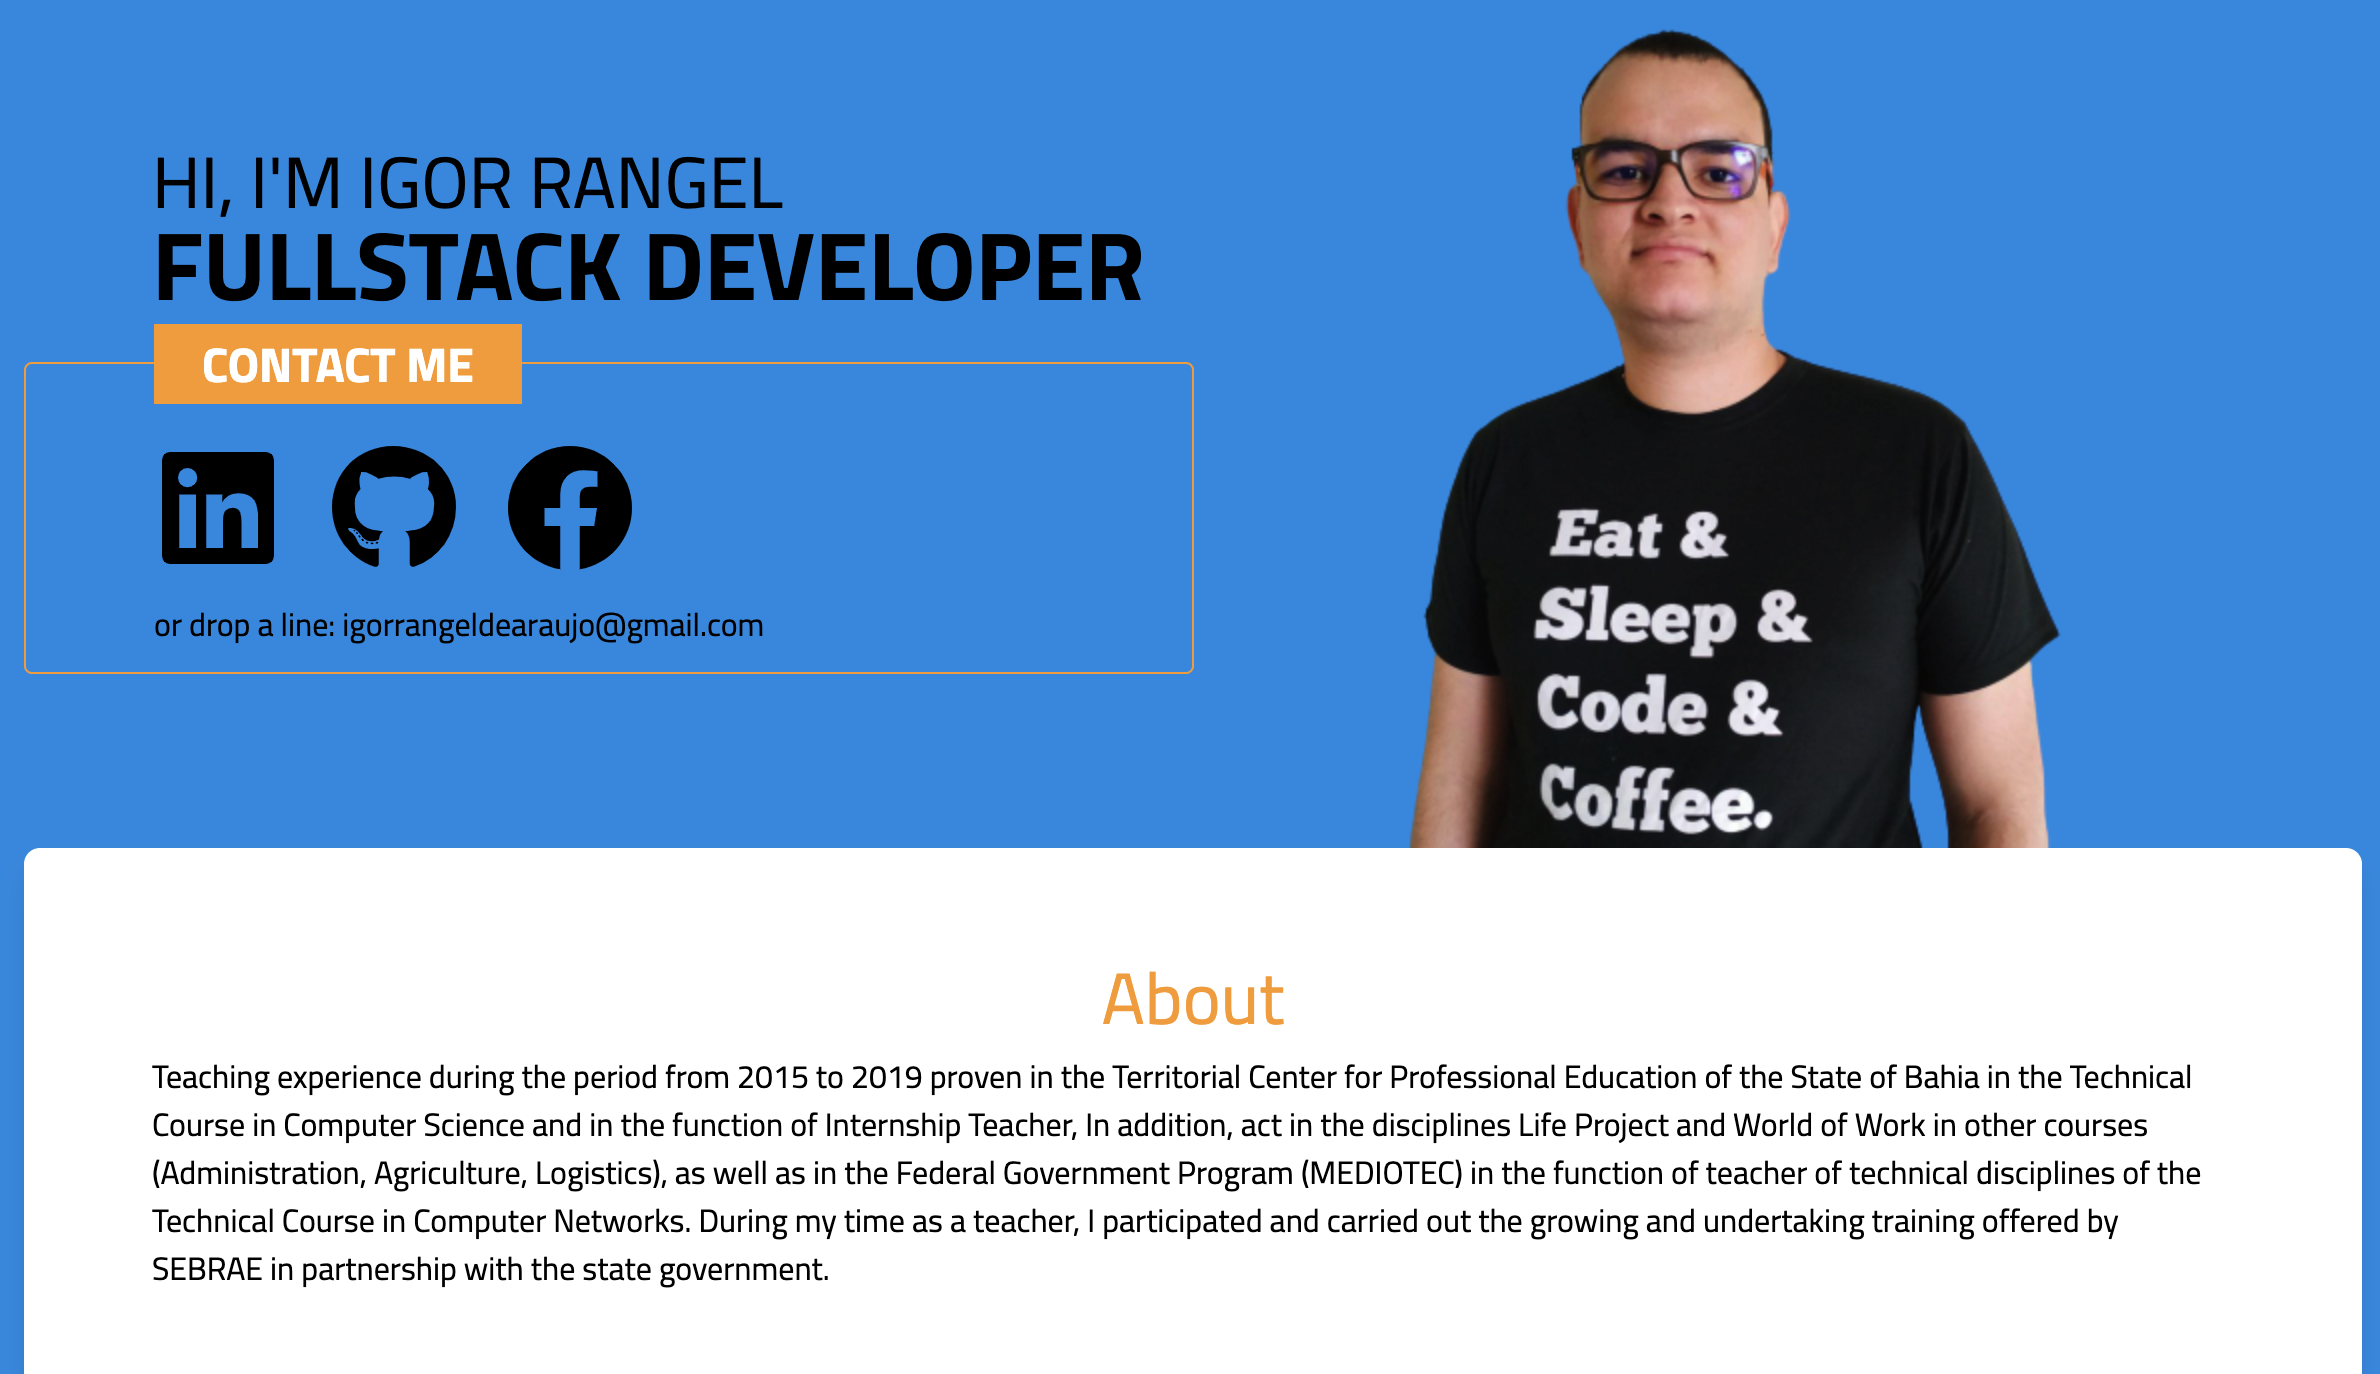 HI, I'M IGOR RANGEL
FULLSTACK DEVELOPER
CONTACT ME
in
or drop a line: igorrangeldearaujo@gmail.com
Eat &
Sleep &
Code &
Coffee.
About
Teaching experience during the period from 2015 to 2019 proven in the Territorial Center for Professional Education of the State of Bahia in the Technical
Course in Computer Science and in the function of Internship Teacher, In addition, act in the disciplines Life Project and World of Work in other courses
(Administration, Agriculture, Logistics), as well as in the Federal Government Program (MEDIOTEC) in the function of teacher of technical disciplines of the
Technical Course in Computer Networks. During my time as a teacher, I participated and carried out the growing and undertaking training offered by
SEBRAE in partnership with the state government.